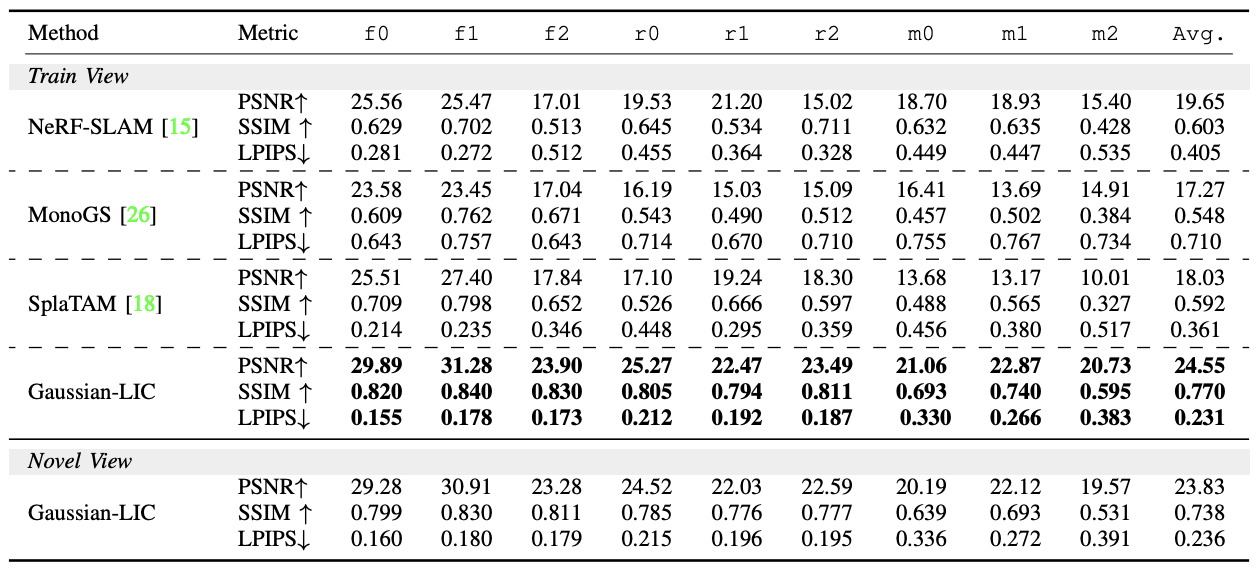 Method Metric f0 f1 f2 r0 r1 r2 m0 m1 m2 Avg.
Train View
PSNR↑ 25.56 25.47 17.01 19.53 21.20 15.02 18.70 18.93 15.40 19.65
NeRF-SLAM [15] SSIM ↑ 0.629 0.702 0.513 0.645 0.534 0.711 0.632 0.635 0.428 0.603
LPIPS↓ 0.281 0.272 0.512 0.455 0.364 0.328 0.449 0.447 0.535 0.405
PSNR↑ 23.58 23.45 17.04 16.19 15.03 15.09 16.41 13.69 14.91 17.27
MonoGS [26] SSIM ↑ 0.609 0.762 0.671 0.543 0.490 0.512 0.457 0.502 0.384 0.548
LPIPS↓ 0.643 0.757 0.643 0.714 0.670 0.710 0.755 0.767 0.734 0.710
PSNR↑ 25.51 27.40 17.84 17.10 19.24 18.30 13.68 13.17 10.01 18.03
SplaTAM [18] SSIM ↑ 0.709 0.798 0.652 0.526 0.666 0.597 0.488 0.565 0.327 0.592
LPIPS↓ 0.214 0.235 0.346 0.448 0.295 0.359 0.456 0.380 0.517 0.361
PSNR↑ 29.89 31.28 23.90 25.27 22.47 23.49 21.06 22.87 20.73 24.55
Gaussian-LIC SSIM ↑ 0.820 0.840 0.830 0.805 0.794 0.811 0.693 0.740 0.595 0.770
LPIPS↓ 0.155 0.178 0.173 0.212 0.192 0.187 0.330 0.266 0.383 0.231
Novel View
PSNR↑ 29.28 30.91 23.28 24.52 22.03 22.59 20.19 22.12 19.57 23.83
Gaussian-LIC SSIM ↑ 0.799 0.830 0.811 0.785 0.776 0.777 0.639 0.693 0.531 0.738
LPIPS↓ 0.160 0.180 0.179 0.215 0.196 0.195 0.336 0.272 0.391 0.236